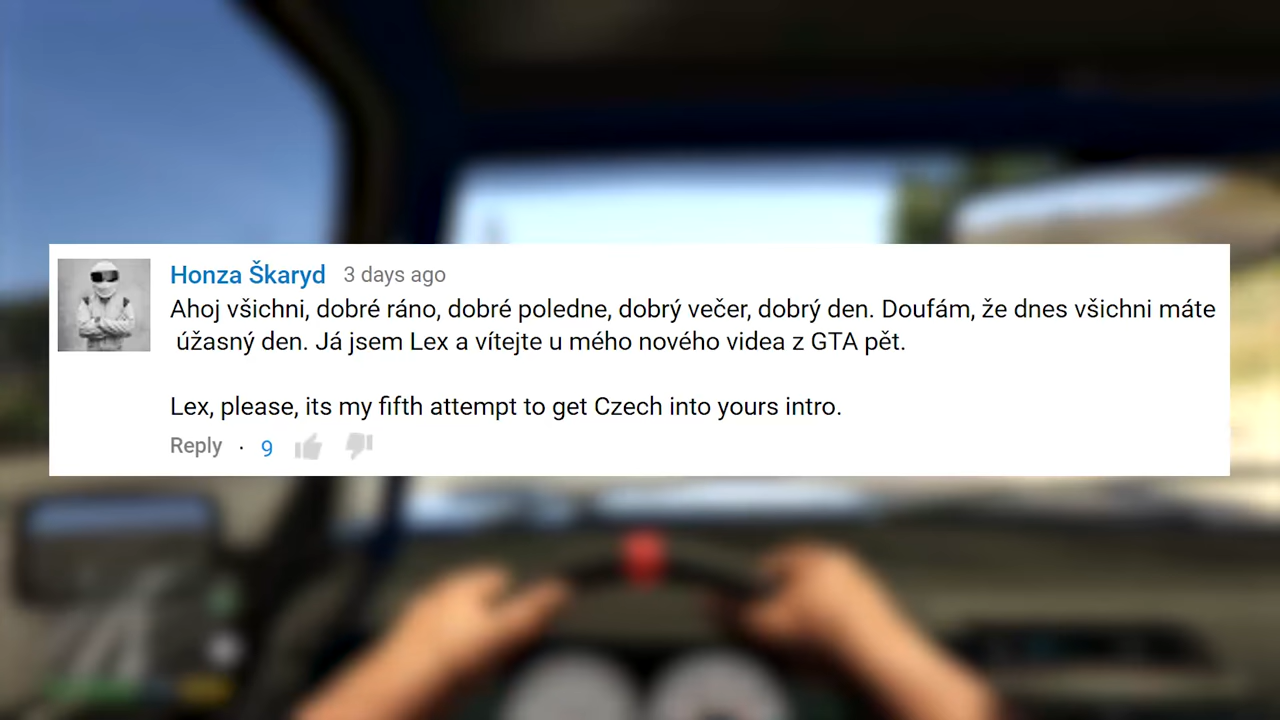 Honza Škaryd 3 days ago
Ahoj všichni, dobré ráno, dobré poledne, dobrý večer, dobrý den. Doufám, že dnes všichni máte
úžasný den. Já jsem Lex a vítejte u mého nového videa z GTA pět.
Lex, please, its my fifth attempt to get Czech into yours intro.
Reply · 9